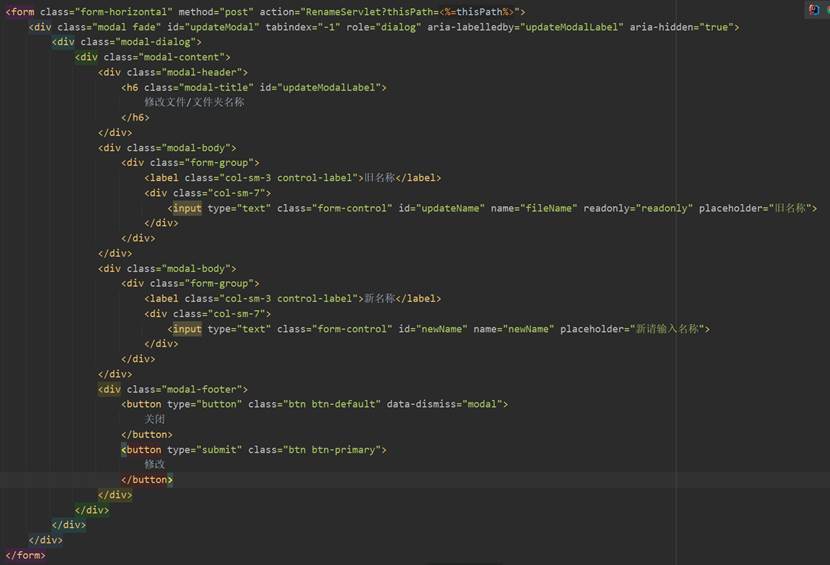 <form class="form-horizontal" method="post" action="RenameServlet?thisPath=<%=thisPath%>">
<div class="modal fade" id="updateModal" tabindex="-1" role="dialog" aria-labelledby="updateModalLabel" aria-hidden="true">
<div class="modal-dialog">
<div class="modal-content">
<div class="modal-header">
<h6 class="modal-title" id="updateModalLabel">
修改文件/文件夹名称
</h6>
</div>
<div class="modal-body">
<div class="form-group">
<label class="col-sm-3 control-label">旧名称</label>
<div class="col-sm-7">
<input type="text" class="form-control" id="updateName" name="fileName" readonly="readonly" placeholder="旧名称">
</div>
</div>
</div>
<div class="modal-body">
<div class="form-group">
<label class="col-sm-3 control-label">新名称</label>
<div class="col-sm-7">
<input type="text" class="form-control" id="newName" name="newName" placeholder="新请输入名称">
</div>
</div>
</div>
<div class="modal-footer">
<button type="button" class="btn btn-default" data-dismiss="modal">
关闭
</button>
<button type="submit" class="btn btn-primary">
修改
</button>
</div>
</div>
</div>
</div>
</form>